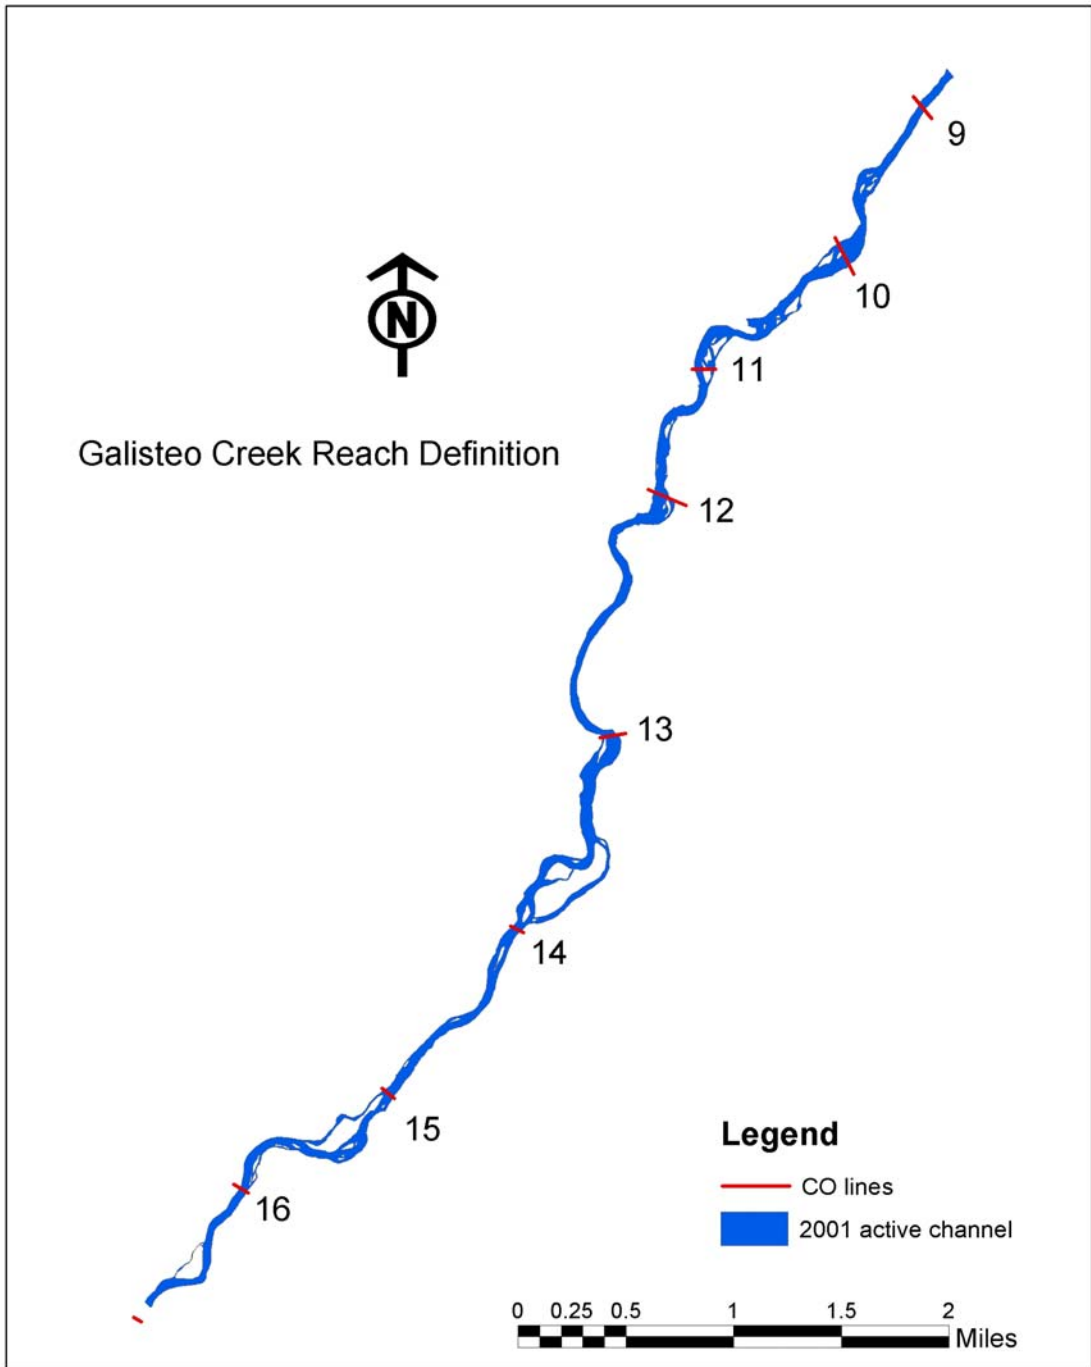 9
10
N
11
Galisteo Creek Reach Definition
12
13
14
15
Legend
CO lines
16
2001 active channel
0 0.25 0.5 1 1.5 2
Miles